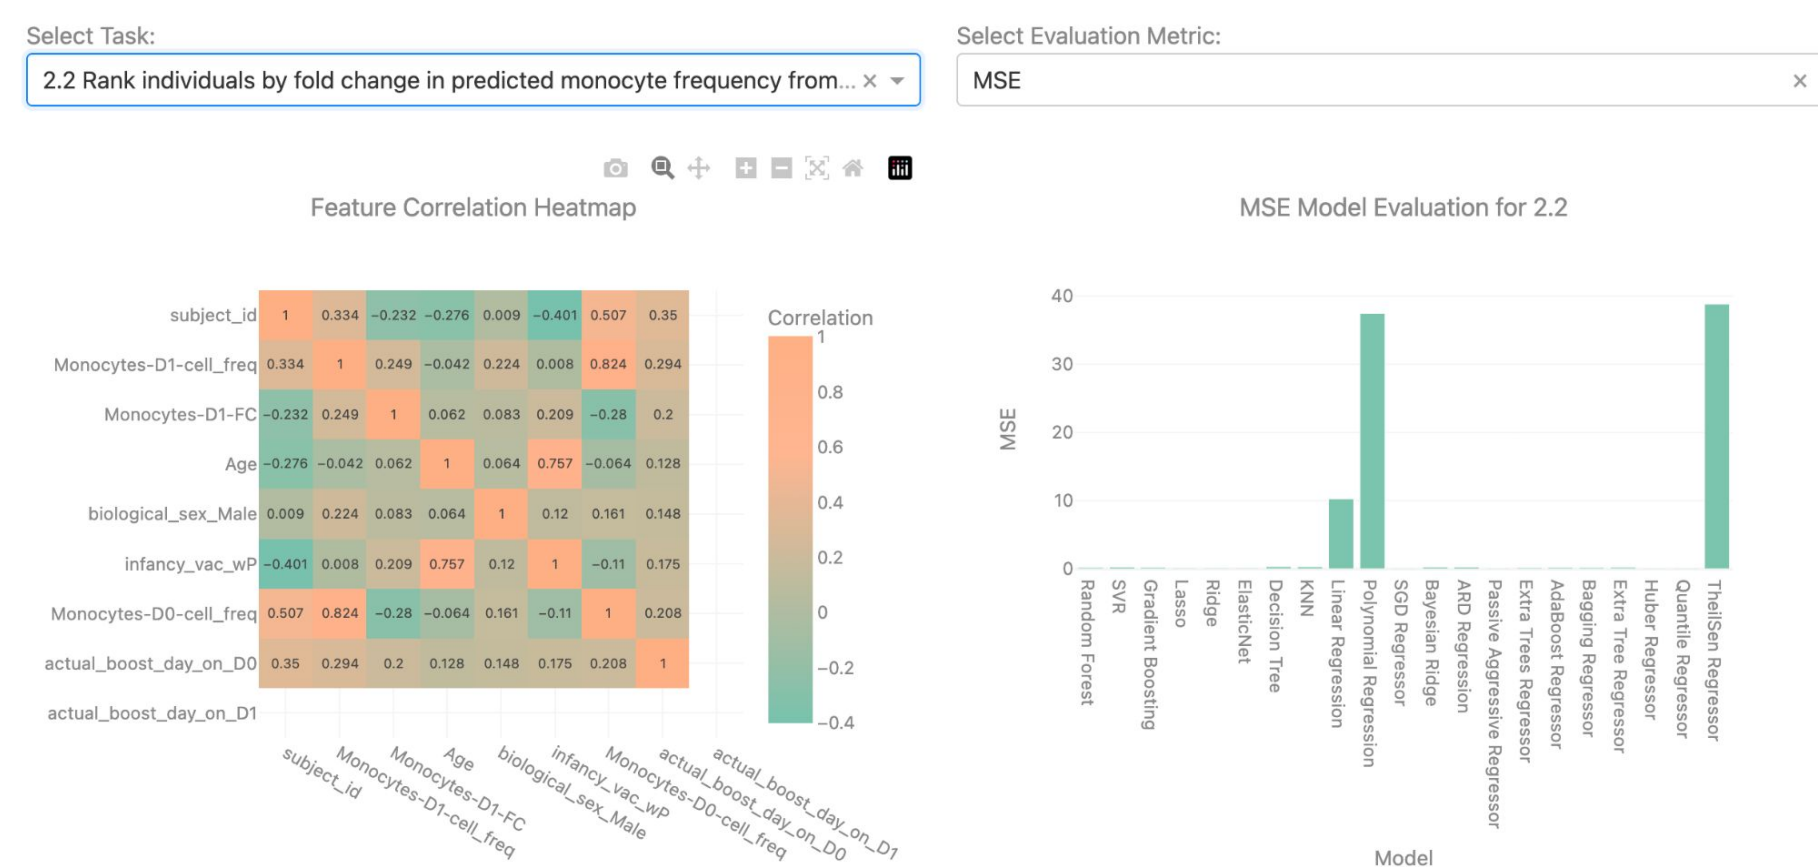 Select Task:
2.2 Rank individuals by fold change in predicted monocyte frequency from...
Select Evaluation Metric:
MSE
Feature Correlation Heatmap
subject_id 1 0.334 −0.232 −0.276 0.009 −0.401 0.507 0.35
Monocytes-D1-cell_freq 0.334 1 0.249 −0.042 0.224 0.008 0.824 0.294
Monocytes-D1-FC −0.232 0.249 1 0.062 0.083 0.209 −0.28 0.2
Age −0.276 −0.042 0.062 1 0.064 0.757 −0.064 0.128
biological_sex_Male 0.009 0.224 0.083 0.064 1 0.12 0.161 0.148
infancy_vac_wP −0.401 0.008 0.209 0.757 0.12 1 −0.11 0.175
Monocytes-D0-cell_freq 0.507 0.824 −0.28 −0.064 0.161 −0.11 1 0.208
actual_boost_day_on_D0 0.35 0.294 0.2 0.128 0.148 0.175 0.208 1
actual_boost_day_on_D1
subject_id
Monocytes-D1-cell_freq
Monocytes-D1-FC
Age
biological_sex_Male
infancy_vac_wP
Monocytes-D0-cell_freq
actual_boost_day_on_D0
actual_boost_day_on_D1
Correlation
1
0.8
0.6
0.4
0.2
0
−0.2
−0.4
MSE Model Evaluation for 2.2
MSE
40
30
20
10
0
Random Forest
SVR
Gradient Boosting
Lasso
Ridge
ElasticNet
Decision Tree
KNN
Linear Regression
Polynomial Regression
SGD Regressor
Bayesian Ridge
ARD Regression
Passive Aggressive Regressor
Extra Trees Regressor
AdaBoost Regressor
Bagging Regressor
Extra Tree Regressor
Huber Regressor
Quantile Regressor
TheilSen Regressor
Model